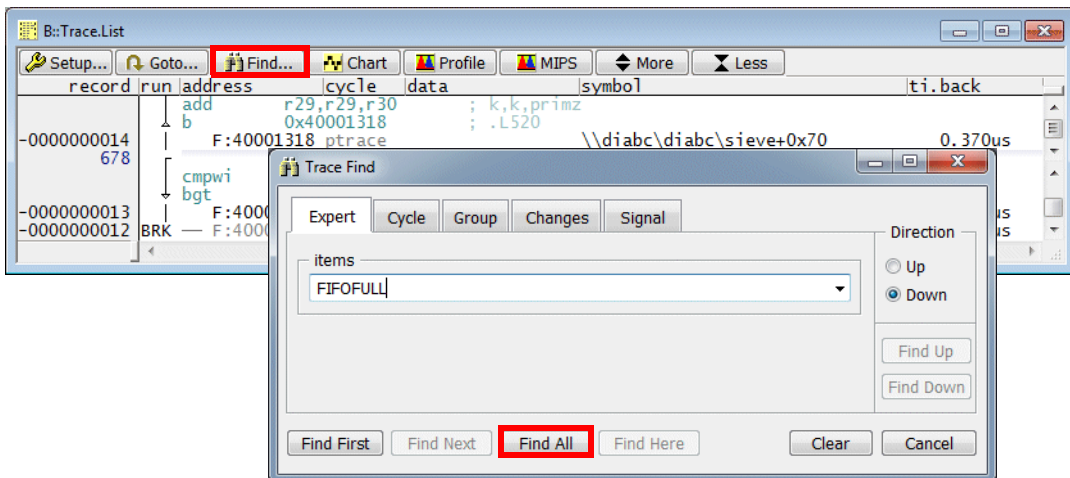 B::Trace.List
Setup... Goto... Find... Chart Profile MIPS More Less
record run address cycle data symbol ti.back
add r29,r29,r30 ; k,k,primz
b 0x40001318 ; .L520
-0000000014 F:40001318 ptrace \\diabc\diabc\sieve+0x70 0.370us
678
cmpwi
bgt
-0000000013 F:4000 us
-0000000012 BRK F:4000 us
Trace Find
Expert Cycle Group Changes Signal
items
FIFOFULL
Direction
Up
Down
Find Up
Find Down
Find First Find Next Find All Find Here Clear Cancel